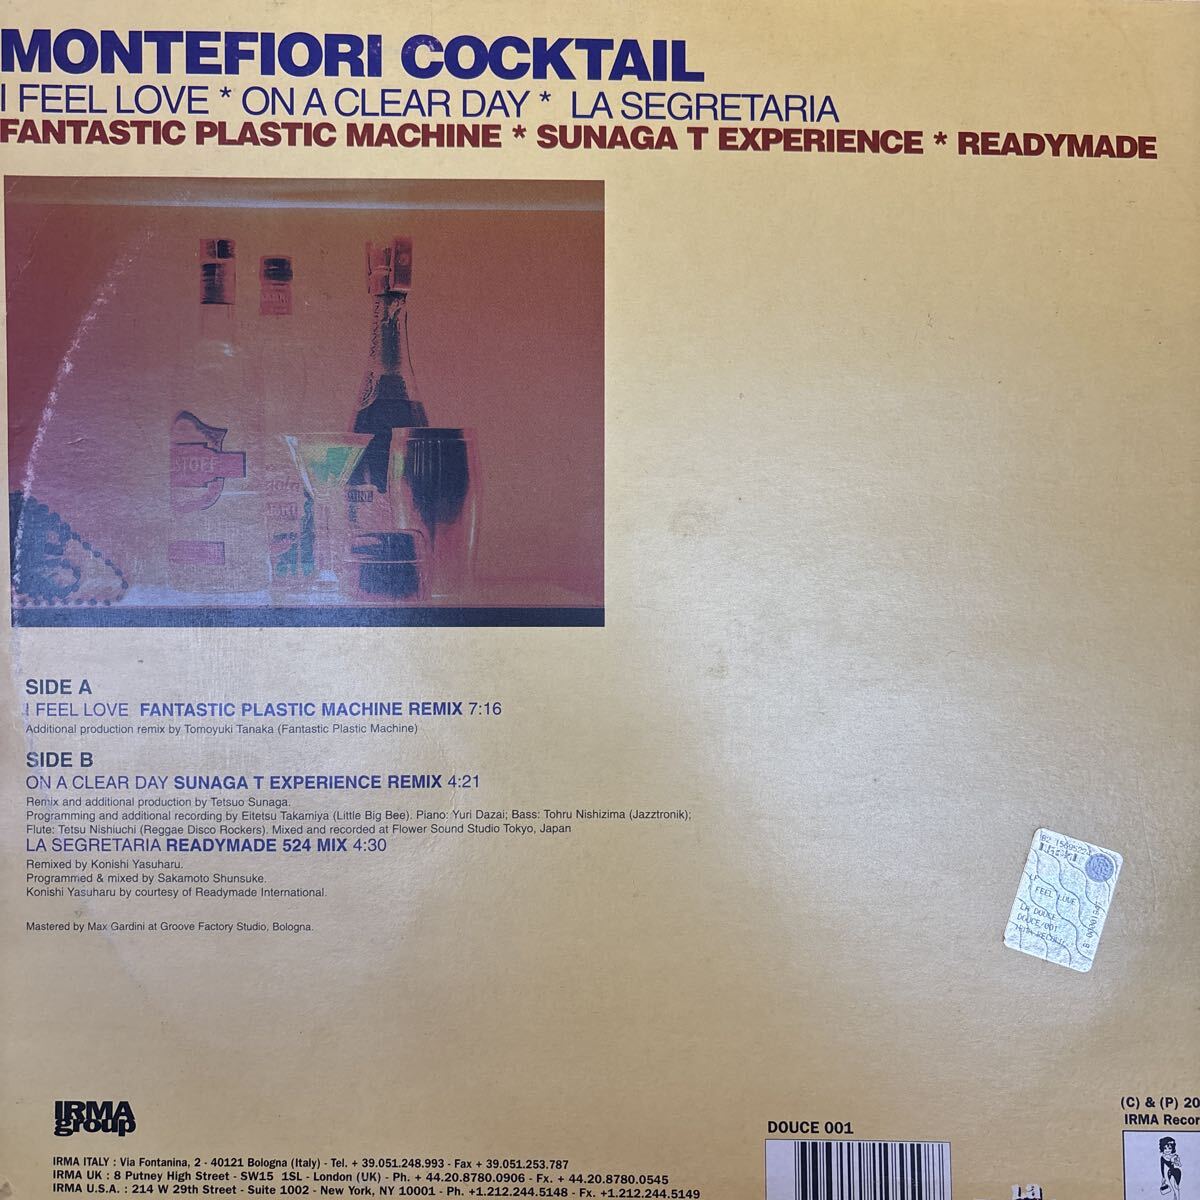 MONTEFIORI COCKTAIL
I FEEL LOVE * ON A CLEAR DAY * LA SEGRETARIA
FANTASTIC PLASTIC MACHINE * SUNAGA T EXPERIENCE * READYMADE
MARTINI
SIDE A
I FEEL LOVE FANTASTIC PLASTIC MACHINE REMIX 7:16
Additional production remix by Tomoyuki Tanaka (Fantastic Plastic Machine)
SIDE B
ON A CLEAR DAY SUNAGA T EXPERIENCE REMIX 4:21
Remix and additional production by Tetsuo Sunaga.
Programming and additional recording by Eitetsu Takamiya (Little Big Bee). Piano: Yuri Dazai; Bass: Tohru Nishizima (Jazztronik);
Flute: Tetsu Nishiuchi (Reggae Disco Rockers). Mixed and recorded at Flower Sound Studio Tokyo, Japan
LA SEGRETARIA READYMADE 524 MIX 4:30
Remixed by Konishi Yasuharu.
Programmed & mixed by Sakamoto Shunsuke.
Konishi Yasuharu by courtesy of Readymade International.
Mastered by Max Gardini at Groove Factory Studio, Bologna.
LP
FEEL LOVE
LA DOUCE
DOUCE/001
IRMA group
IRMA ITALY : Via Fontanina, 2 - 40121 Bologna (Italy) - Tel. + 39.051.248.993 - Fax + 39.051.253.787
IRMA UK : 8 Putney High Street - SW15 1SL - London (UK) - Ph. + 44.20.8780.0906 - Fx. + 44.20.8780.0545
IRMA U.S.A. : 214 W 29th Street - Suite 1002 - New York, NY 10001 - Ph. +1.212.244.5148 - Fx. +1.212.244.5149
DOUCE 001
(C) & (P) 20
IRMA Recor
La